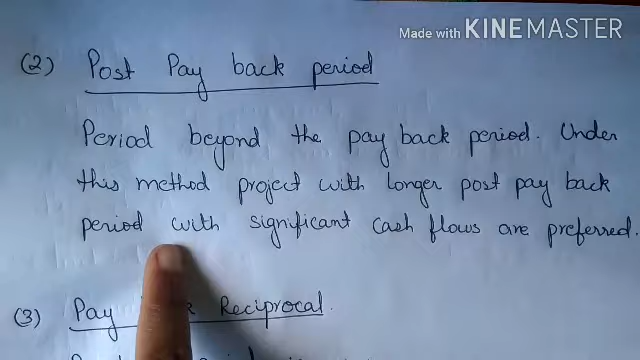 Made with KINEMASTER
(2) Post Pay back period
Period beyond the pay back period. Under
this method project with longer post pay back
period with significant cash flows are preferred.
(3) Pay Reciprocal.